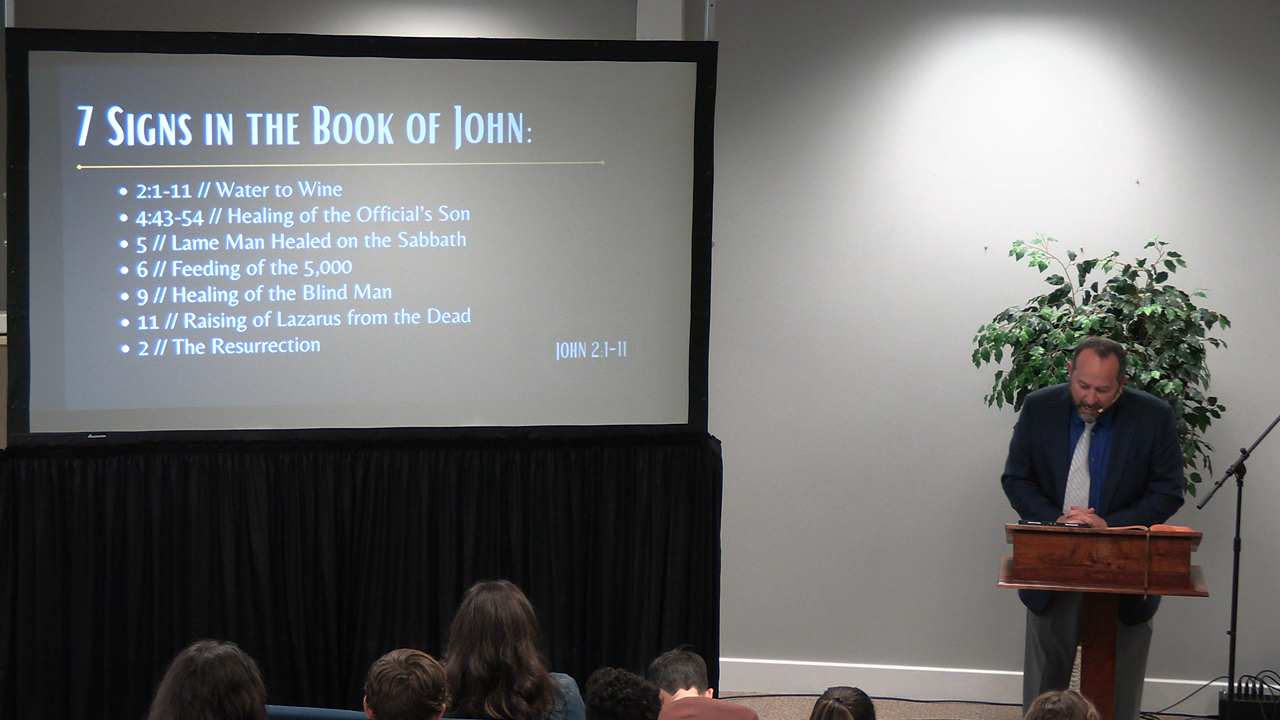 7 Signs in the Book of John:
• 2:1-11 // Water to Wine
• 4:43-54 // Healing of the Official's Son
• 5 // Lame Man Healed on the Sabbath
• 6 // Feeding of the 5,000
• 9 // Healing of the Blind Man
• 11 // Raising of Lazarus from the Dead
• 2 // The Resurrection
John 2:1-11